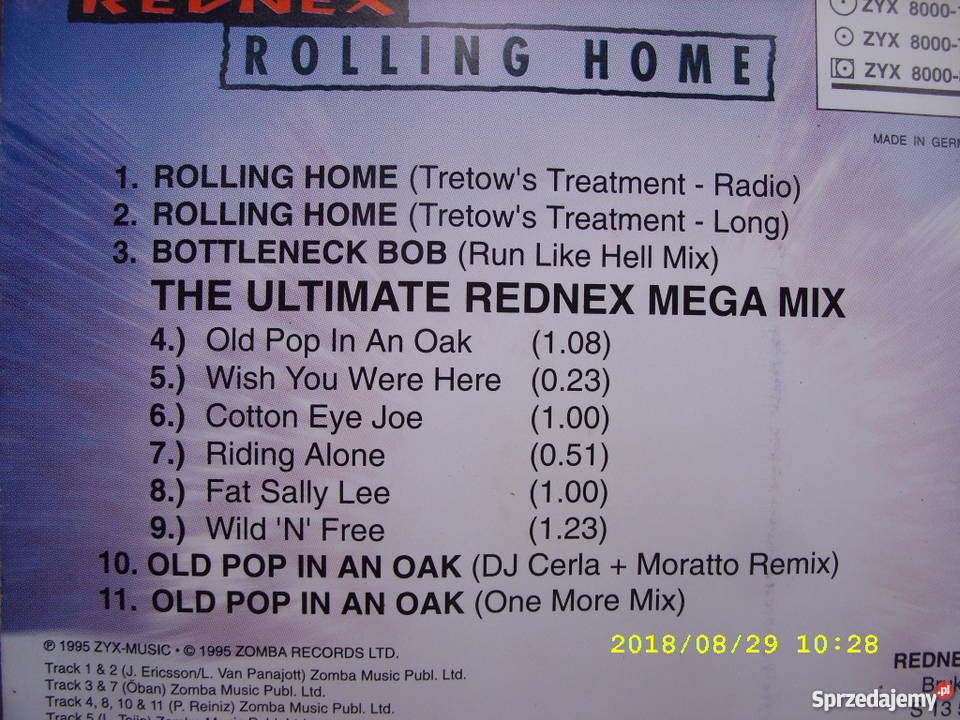 REDNEX
ROLLING HOME
ZYX 8000-
ZYX 8000-
ZYX 8000-
MADE IN GERM
1. ROLLING HOME (Tretow's Treatment - Radio)
2. ROLLING HOME (Tretow's Treatment - Long)
3. BOTTLENECK BOB (Run Like Hell Mix)
THE ULTIMATE REDNEX MEGA MIX
4.) Old Pop In An Oak (1.08)
5.) Wish You Were Here (0.23)
6.) Cotton Eye Joe (1.00)
7.) Riding Alone (0.51)
8.) Fat Sally Lee (1.00)
9.) Wild 'N' Free (1.23)
10. OLD POP IN AN OAK (DJ Cerla + Moratto Remix)
11. OLD POP IN AN OAK (One More Mix)
℗ 1995 ZYX-MUSIC • © 1995 ZOMBA RECORDS LTD.
Track 1 & 2 (J. Ericsson/L. Van Panajott) Zomba Music Publ. Ltd.
Track 3 & 7 (Öban) Zomba Music Publ. Ltd.
Track 4, 8, 10 & 11 (P. Reiniz) Zomba Music Publ. Ltd.
2018/08/29 10:28
REDNE
Bruk
S 13
Sprzedajemy.pl